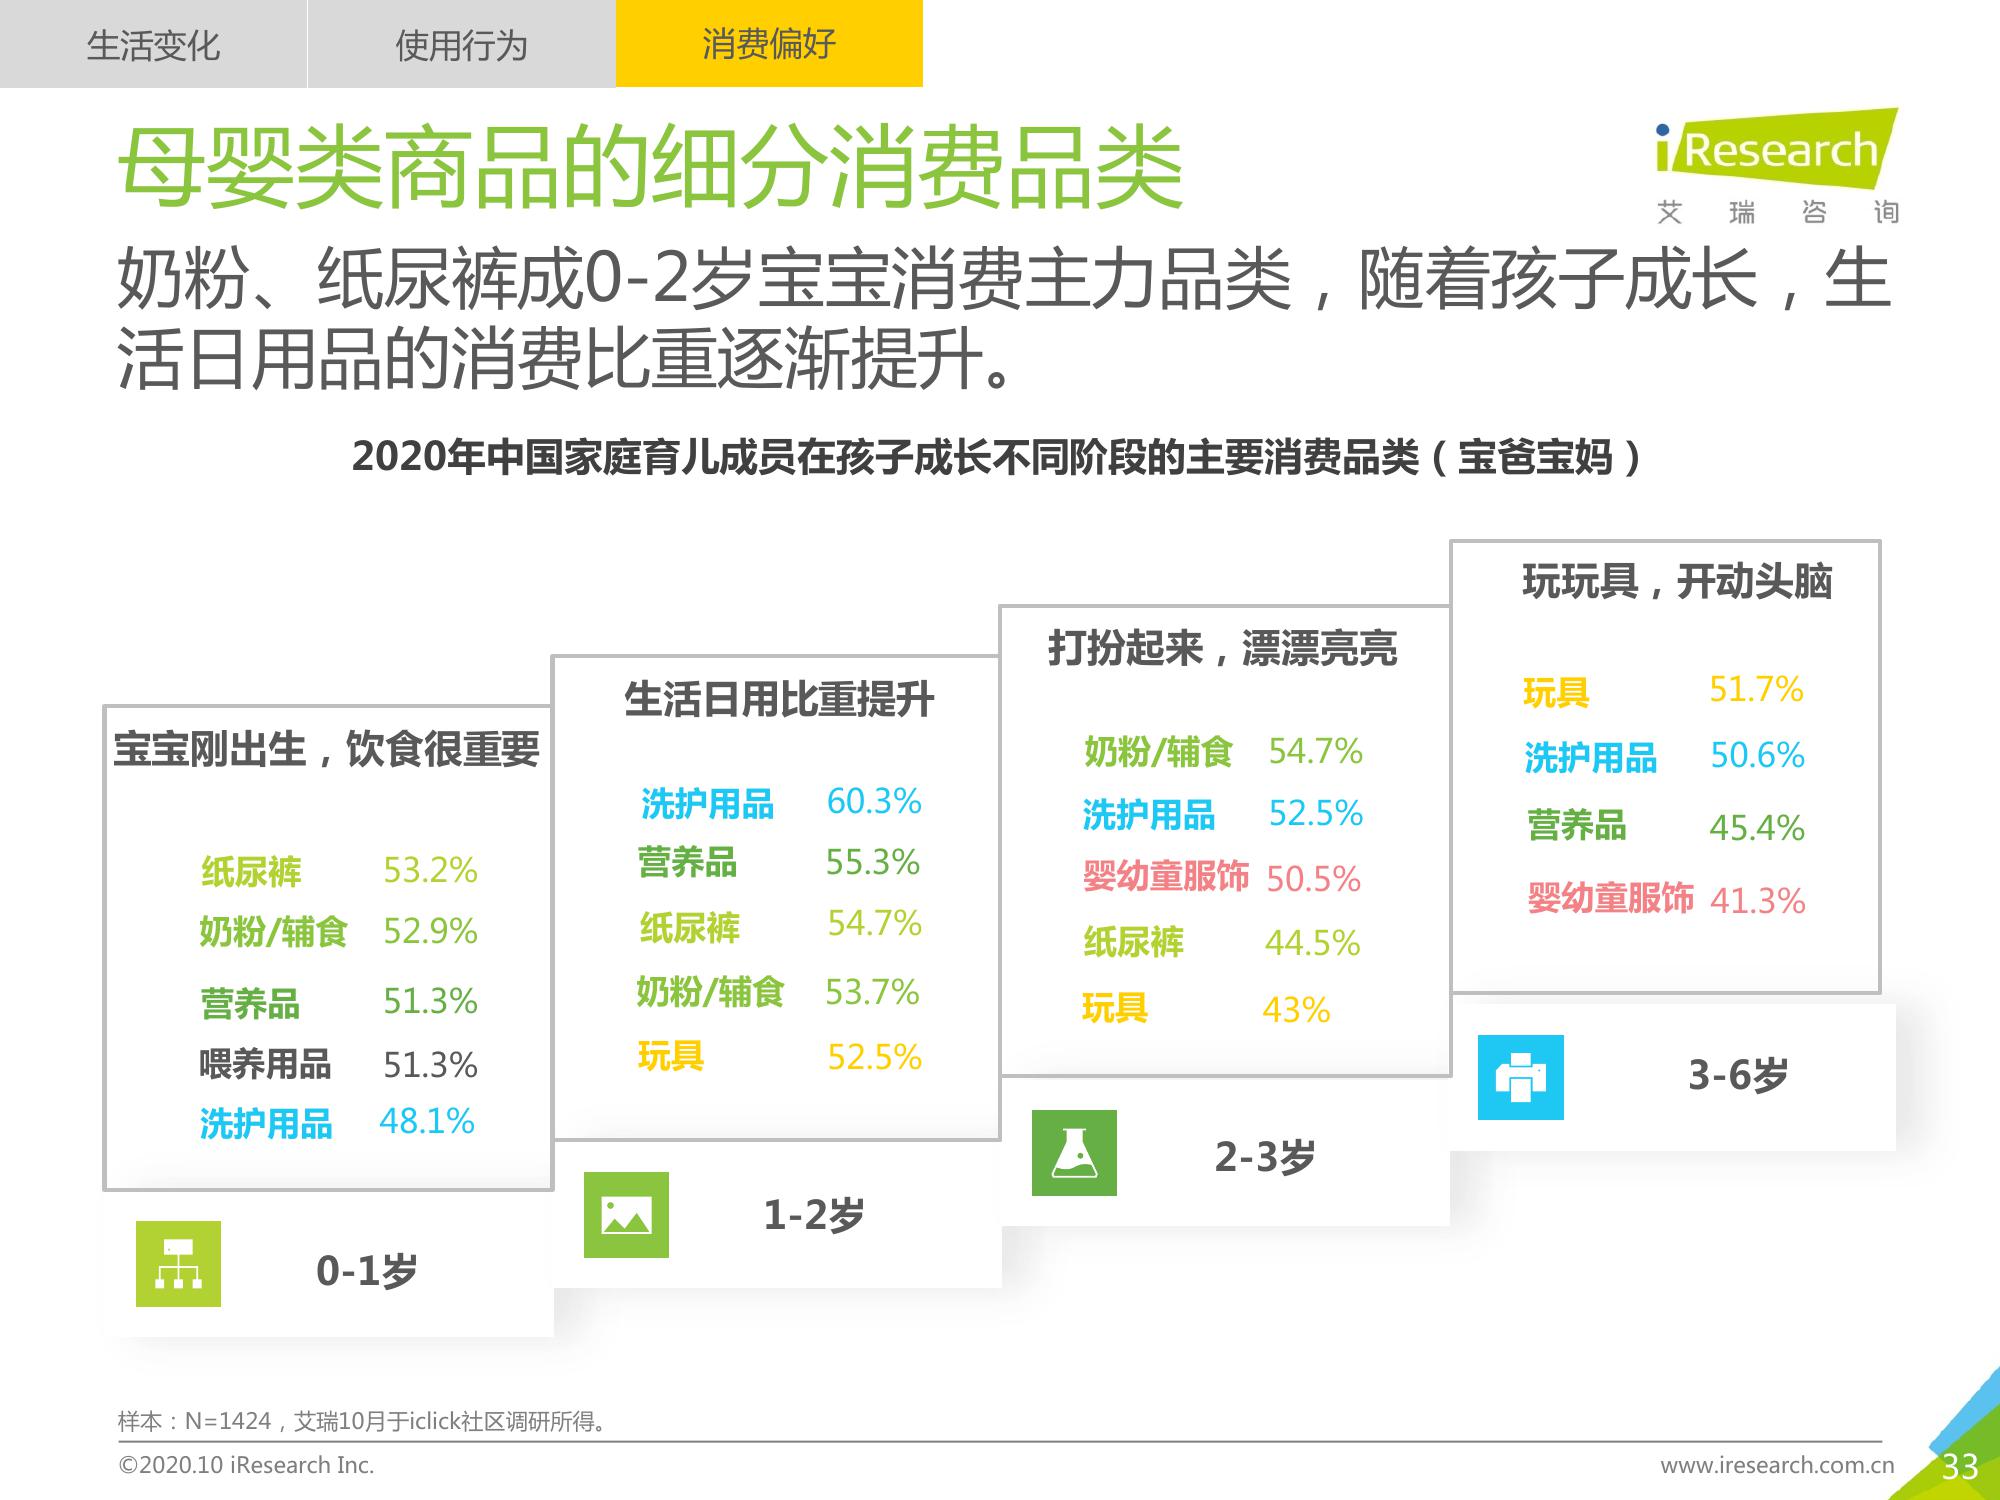 生活变化
使用行为
消费偏好
母婴类商品的细分消费品类
iResearch
艾瑞咨询
奶粉、纸尿裤成0-2岁宝宝消费主力品类，随着孩子成长，生
活日用品的消费比重逐渐提升。
2020年中国家庭育儿成员在孩子成长不同阶段的主要消费品类（宝爸宝妈）
宝宝刚出生，饮食很重要
纸尿裤 53.2%
奶粉/辅食 52.9%
营养品 51.3%
喂养用品 51.3%
洗护用品 48.1%
0-1岁
生活日用比重提升
洗护用品 60.3%
营养品 55.3%
纸尿裤 54.7%
奶粉/辅食 53.7%
玩具 52.5%
1-2岁
打扮起来，漂漂亮亮
奶粉/辅食 54.7%
洗护用品 52.5%
婴幼童服饰 50.5%
纸尿裤 44.5%
玩具 43%
2-3岁
玩玩具，开动头脑
玩具 51.7%
洗护用品 50.6%
营养品 45.4%
婴幼童服饰 41.3%
3-6岁
样本：N=1424，艾瑞10月于iclick社区调研所得。
©2020.10 iResearch Inc.
www.iresearch.com.cn
33